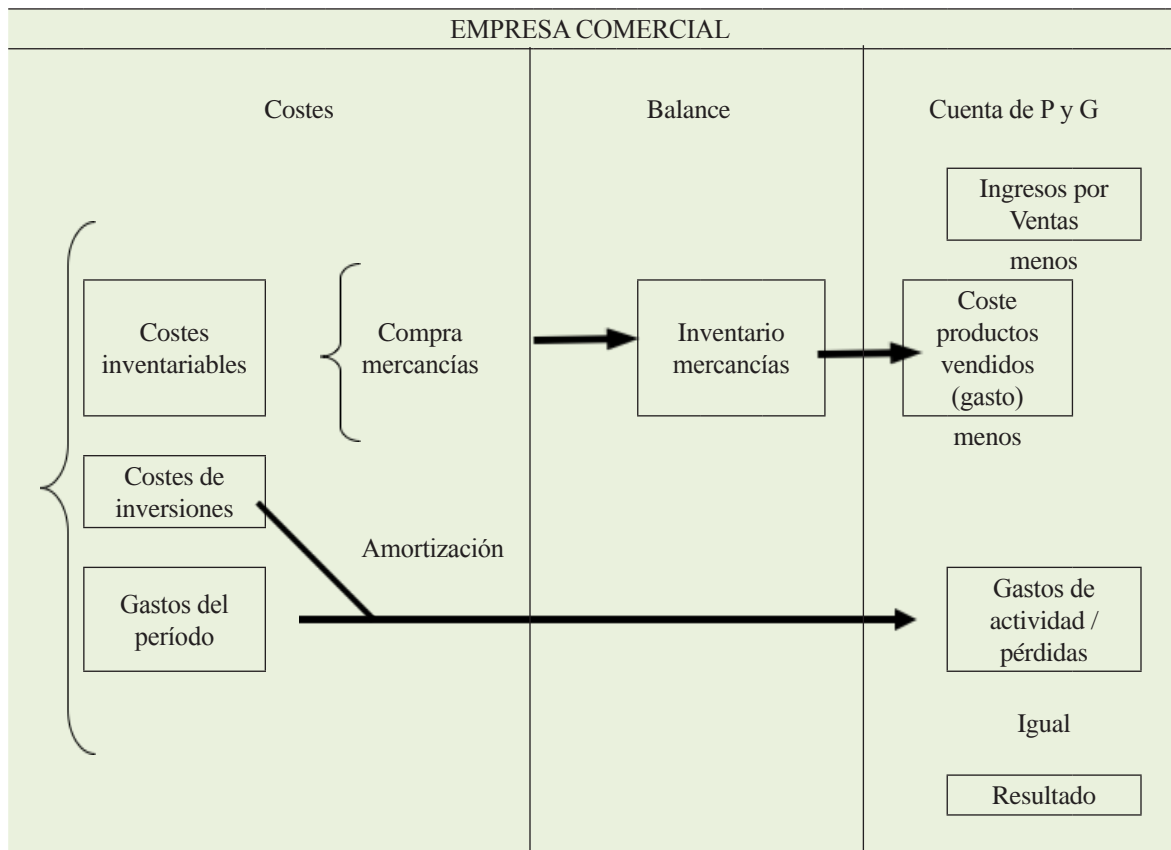 EMPRESA COMERCIAL
Costes
Balance
Cuenta de P y G
Ingresos por
Ventas
menos
Costes
inventariables
Compra
mercancías
Inventario
mercancías
Coste
productos
vendidos
(gasto)
menos
Costes de
inversiones
Amortización
Gastos del
período
Gastos de
actividad /
pérdidas
Igual
Resultado